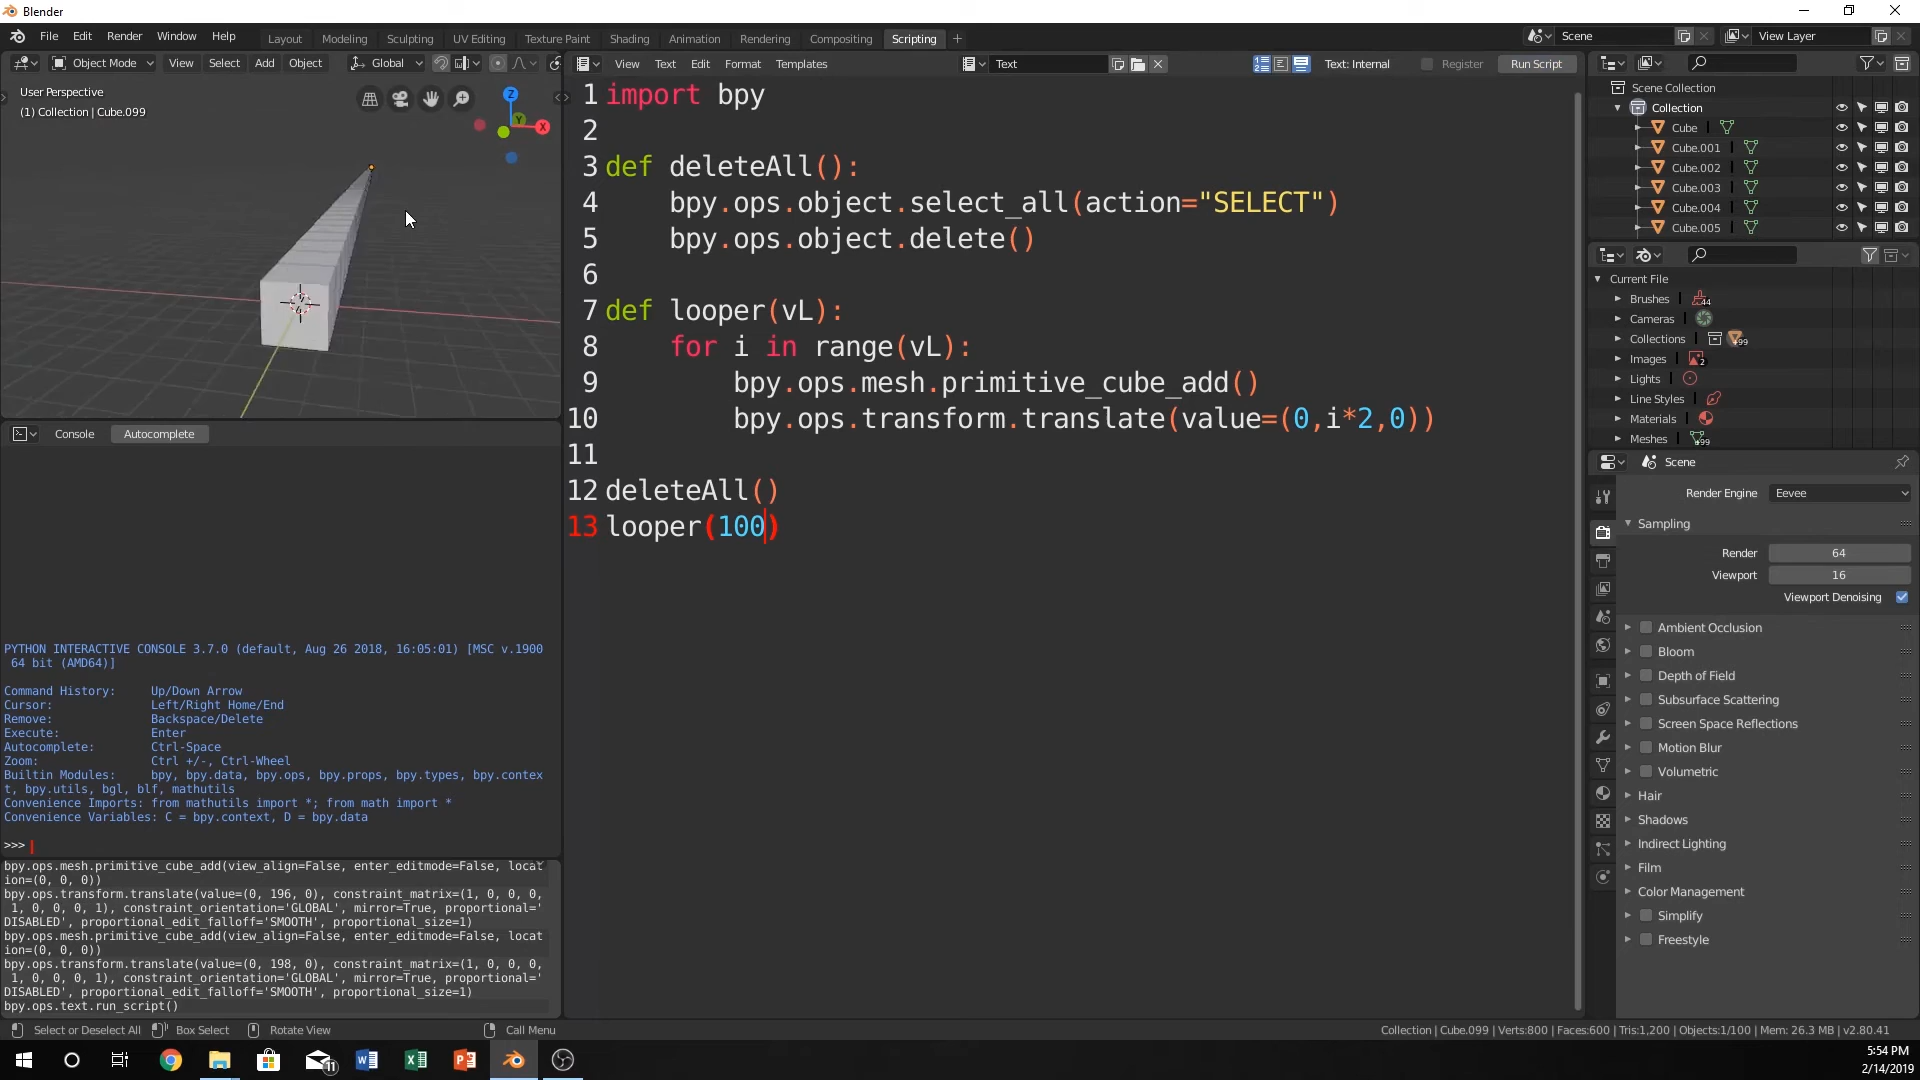 Blender
File Edit Render Window Help
Layout Modeling Sculpting UV Editing Texture Paint Shading Animation Rendering Compositing Scripting +
Scene
View Layer
Object Mode View Select Add Object Global
View Text Edit Format Templates Text Text: Internal Register Run Script
User Perspective
(1) Collection | Cube.099
Z
Y
X
1 import bpy
2
3 def deleteAll():
4 bpy.ops.object.select_all(action="SELECT")
5 bpy.ops.object.delete()
6
7 def looper(vL):
8 for i in range(vL):
9 bpy.ops.mesh.primitive_cube_add()
10 bpy.ops.transform.translate(value=(0,i*2,0))
11
12 deleteAll()
13 looper(100)
Console Autocomplete
PYTHON INTERACTIVE CONSOLE 3.7.0 (default, Aug 26 2018, 16:05:01) [MSC v.1900
64 bit (AMD64)]
Command History: Up/Down Arrow
Cursor: Left/Right Home/End
Remove: Backspace/Delete
Execute: Enter
Autocomplete: Ctrl-Space
Zoom: Ctrl +/-, Ctrl-Wheel
Builtin Modules: bpy, bpy.data, bpy.ops, bpy.props, bpy.types, bpy.contex
t, bpy.utils, bgl, blf, mathutils
Convenience Imports: from mathutils import *; from math import *
Convenience Variables: C = bpy.context, D = bpy.data
>>>
bpy.ops.mesh.primitive_cube_add(view_align=False, enter_editmode=False, locat
ion=(0, 0, 0))
bpy.ops.transform.translate(value=(0, 196, 0), constraint_matrix=(1, 0, 0, 0,
1, 0, 0, 0, 1), constraint_orientation='GLOBAL', mirror=True, proportional='
DISABLED', proportional_edit_falloff='SMOOTH', proportional_size=1)
bpy.ops.mesh.primitive_cube_add(view_align=False, enter_editmode=False, locat
ion=(0, 0, 0))
bpy.ops.transform.translate(value=(0, 198, 0), constraint_matrix=(1, 0, 0, 0,
1, 0, 0, 0, 1), constraint_orientation='GLOBAL', mirror=True, proportional='
DISABLED', proportional_edit_falloff='SMOOTH', proportional_size=1)
bpy.ops.text.run_script()
Scene Collection
Collection
Cube
Cube.001
Cube.002
Cube.003
Cube.004
Cube.005
Current File
Brushes 44
Cameras
Collections +99
Images 2
Lights
Line Styles
Materials
Meshes +99
Scene
Render Engine Eevee
Sampling
Render 64
Viewport 16
Viewport Denoising
Ambient Occlusion
Bloom
Depth of Field
Subsurface Scattering
Screen Space Reflections
Motion Blur
Volumetric
Hair
Shadows
Indirect Lighting
Film
Color Management
Simplify
Freestyle
Select or Deselect All Box Select Rotate View Call Menu
Collection | Cube.099 | Verts:800 | Faces:600 | Tris:1,200 | Objects:1/100 | Mem: 26.3 MB | v2.80.41
11
5:54 PM
2/14/2019